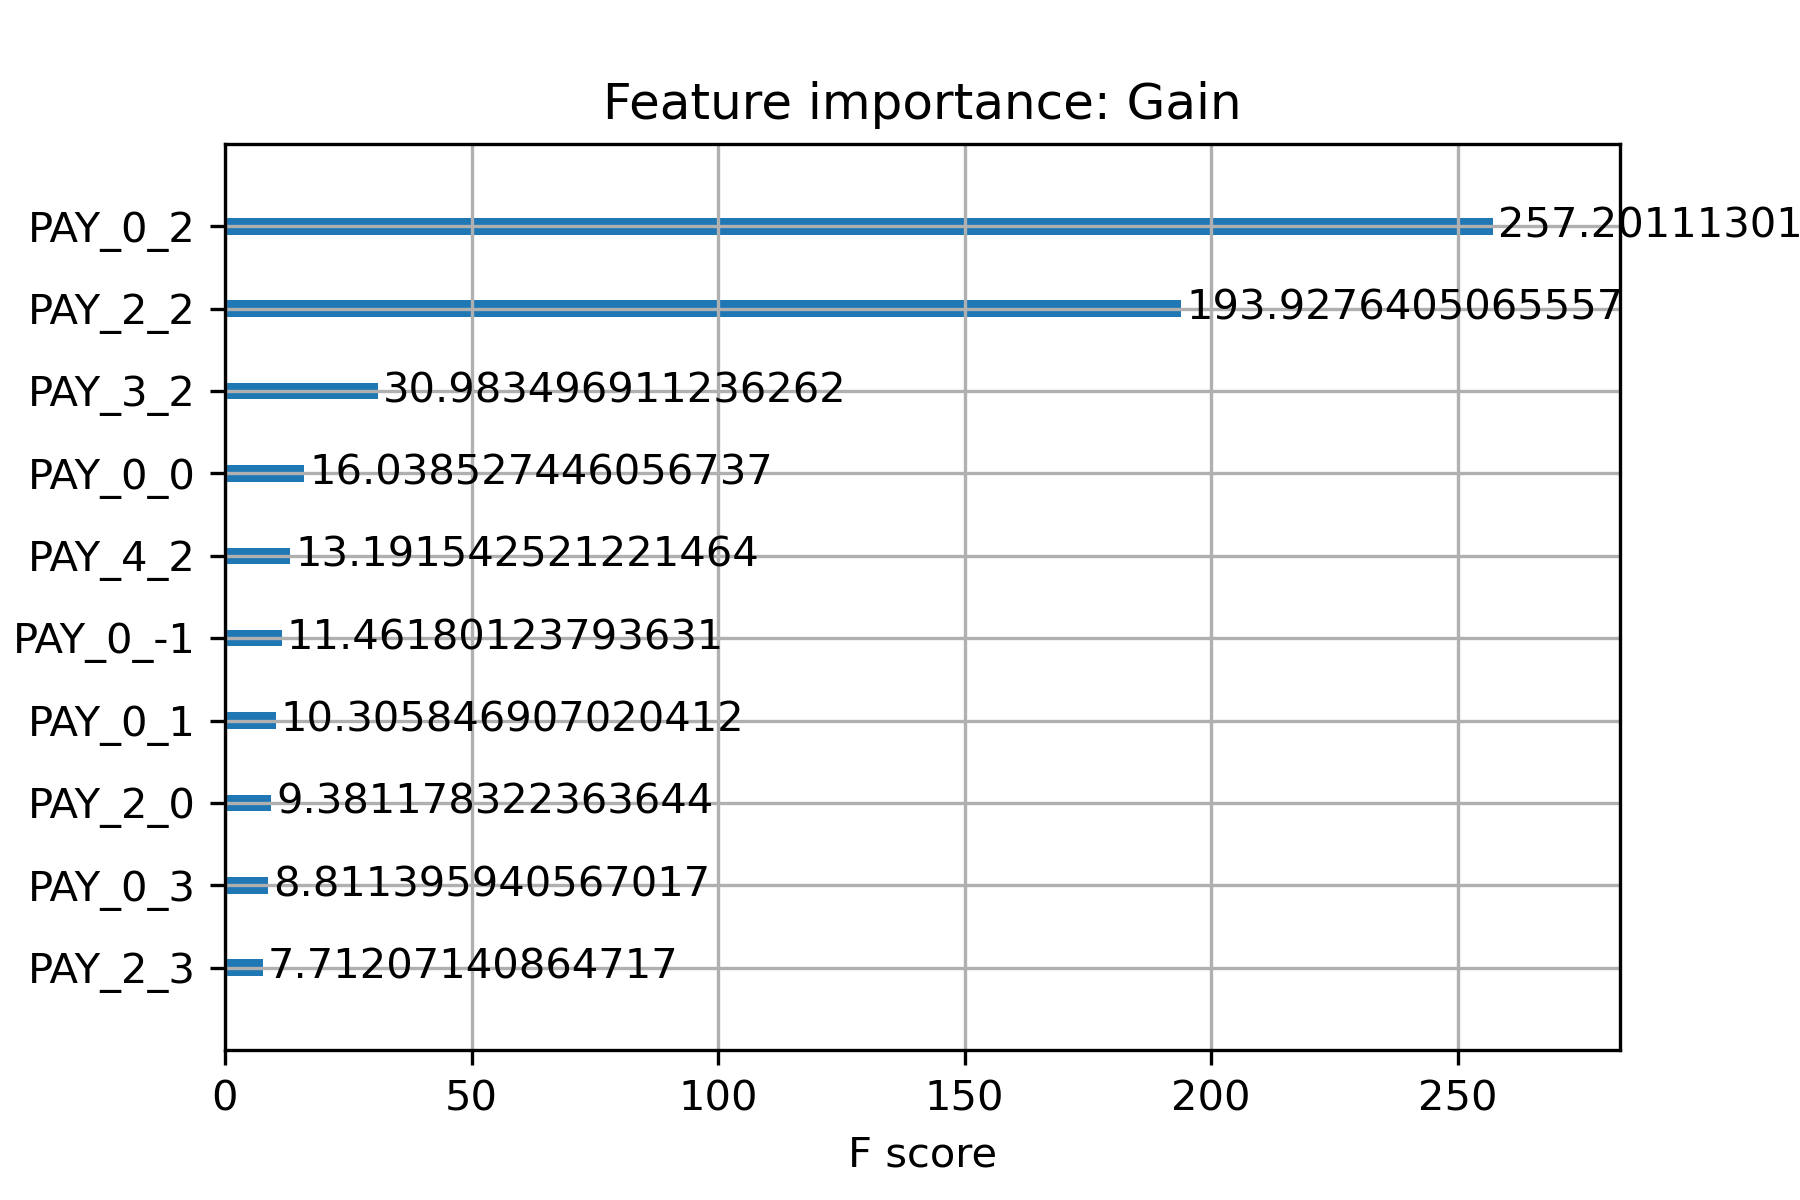 Feature importance: Gain
PAY_0_2 257.20111301
PAY_2_2 193.9276405065557
PAY_3_2 30.983496911236262
PAY_0_0 16.038527446056737
PAY_4_2 13.191542521221464
PAY_0_-1 11.46180123793631
PAY_0_1 10.305846907020412
PAY_2_0 9.381178322363644
PAY_0_3 8.811395940567017
PAY_2_3 7.71207140864717
0 50 100 150 200 250
F score